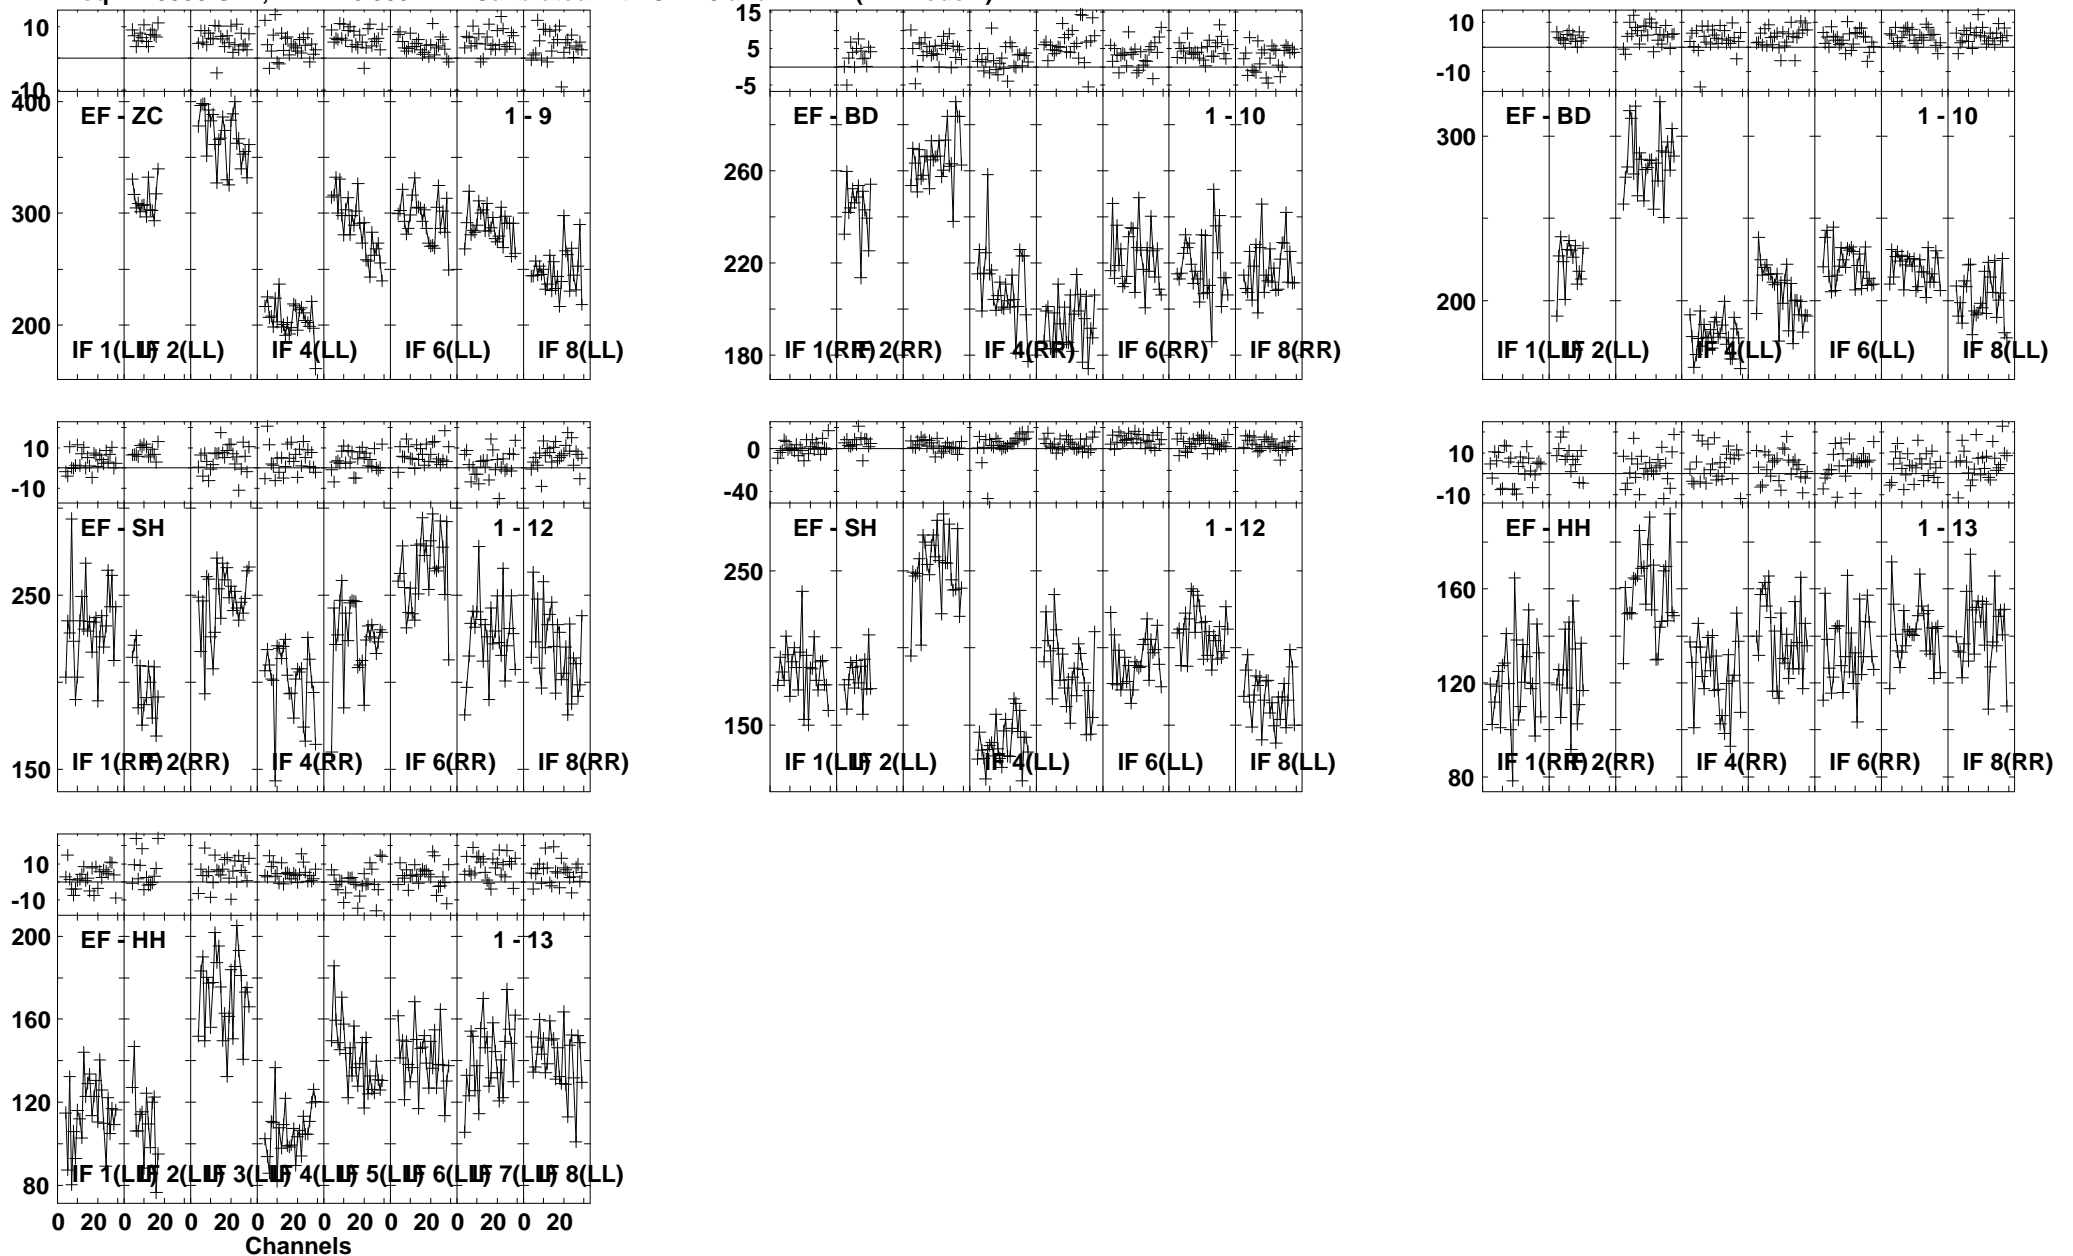 10
-10
400
300
200
EF - ZC
1 - 9
IF 1(LL)
IF 2(LL)
IF 4(LL)
IF 6(LL)
IF 8(LL)
15
5
-5
260
220
180
EF - BD
1 - 10
IF 1(RR)
IF 2(RR)
IF 4(RR)
IF 6(RR)
IF 8(RR)
10
-10
300
200
EF - BD
1 - 10
IF 1(LL)
IF 2(LL)
IF 4(LL)
IF 6(LL)
IF 8(LL)
10
-10
250
150
EF - SH
1 - 12
IF 1(RR)
IF 2(RR)
IF 4(RR)
IF 6(RR)
IF 8(RR)
0
-40
250
150
EF - SH
1 - 12
IF 1(LL)
IF 2(LL)
IF 4(LL)
IF 6(LL)
IF 8(LL)
10
-10
160
120
80
EF - HH
1 - 13
IF 1(RR)
IF 2(RR)
IF 4(RR)
IF 6(RR)
IF 8(RR)
10
-10
200
160
120
80
EF - HH
1 - 13
IF 1(LL)
IF 2(LL)
IF 3(LL)
IF 4(LL)
IF 5(LL)
IF 6(LL)
IF 7(LL)
IF 8(LL)
0 20 0 20 0 20 0 20 0 20 0 20 0 20 0 20
Channels